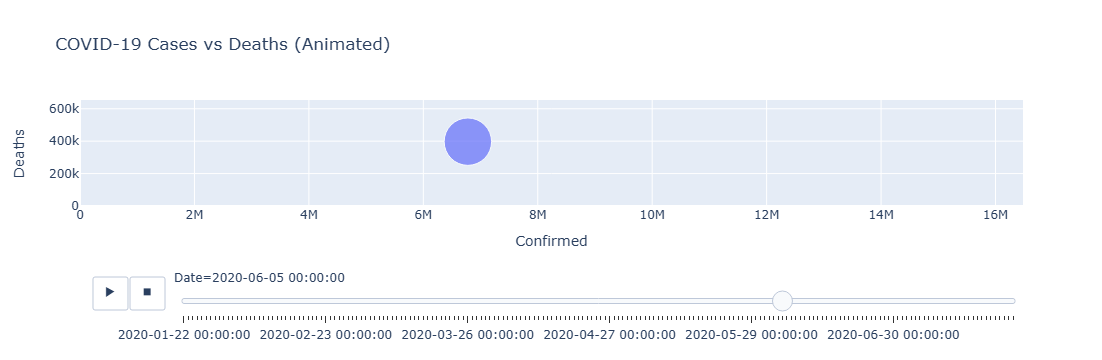 COVID-19 Cases vs Deaths (Animated)
600k
400k
200k
0
Deaths
0 2M 4M 6M 8M 10M 12M 14M 16M
Confirmed
Date=2020-06-05 00:00:00
2020-01-22 00:00:00 2020-02-23 00:00:00 2020-03-26 00:00:00 2020-04-27 00:00:00 2020-05-29 00:00:00 2020-06-30 00:00:00